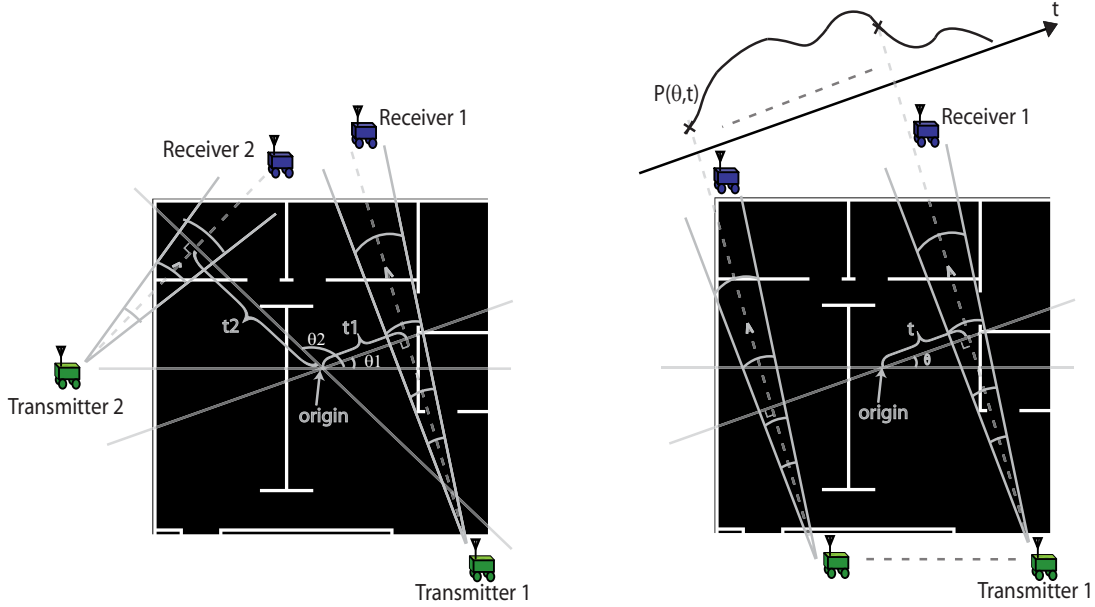 Receiver 1
Receiver 2
t2
t1
θ2
θ1
origin
Transmitter 2
Transmitter 1
t
P(θ,t)
Receiver 1
t
θ
origin
Transmitter 1